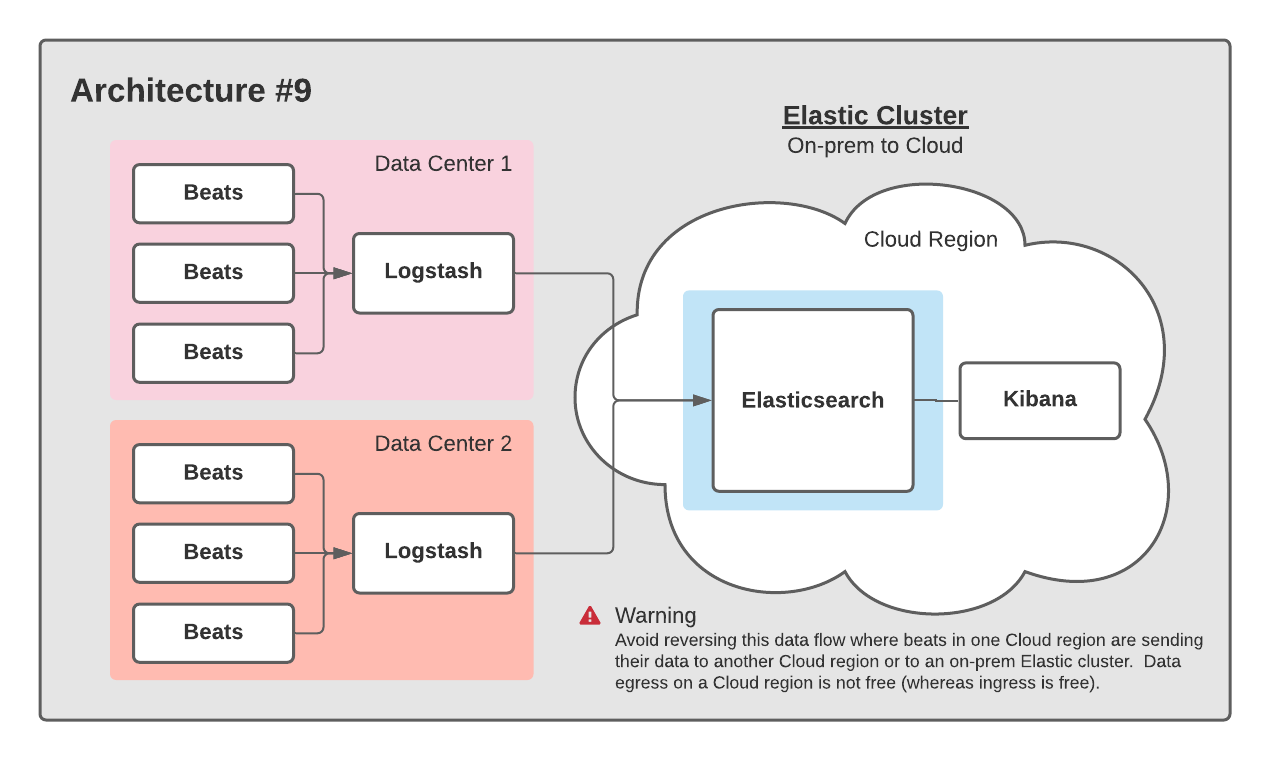 Architecture #9
Elastic Cluster
On-prem to Cloud
Data Center 1
Beats
Beats
Beats
Logstash
Data Center 2
Beats
Beats
Beats
Logstash
Cloud Region
Elasticsearch
Kibana
Warning
Avoid reversing this data flow where beats in one Cloud region are sending
their data to another Cloud region or to an on-prem Elastic cluster.  Data
egress on a Cloud region is not free (whereas ingress is free).